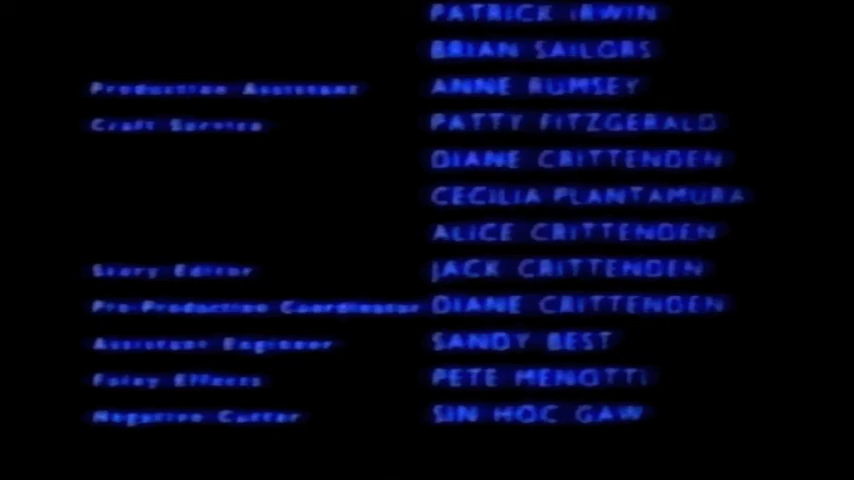 PATRICK IRWIN
BRIAN SAILORS
Production Assistant ANNE RUMSEY
Craft Service PATTY FITZGERALD
DIANE CRITTENDEN
CECILIA PLANTAMURA
ALICE CRITTENDEN
Story Editor JACK CRITTENDEN
Pre-Production Coordinator DIANE CRITTENDEN
Assistant Engineer SANDY BEST
Foley Effects PETE MENOTTI
Negative Cutter SIN HOC GAW